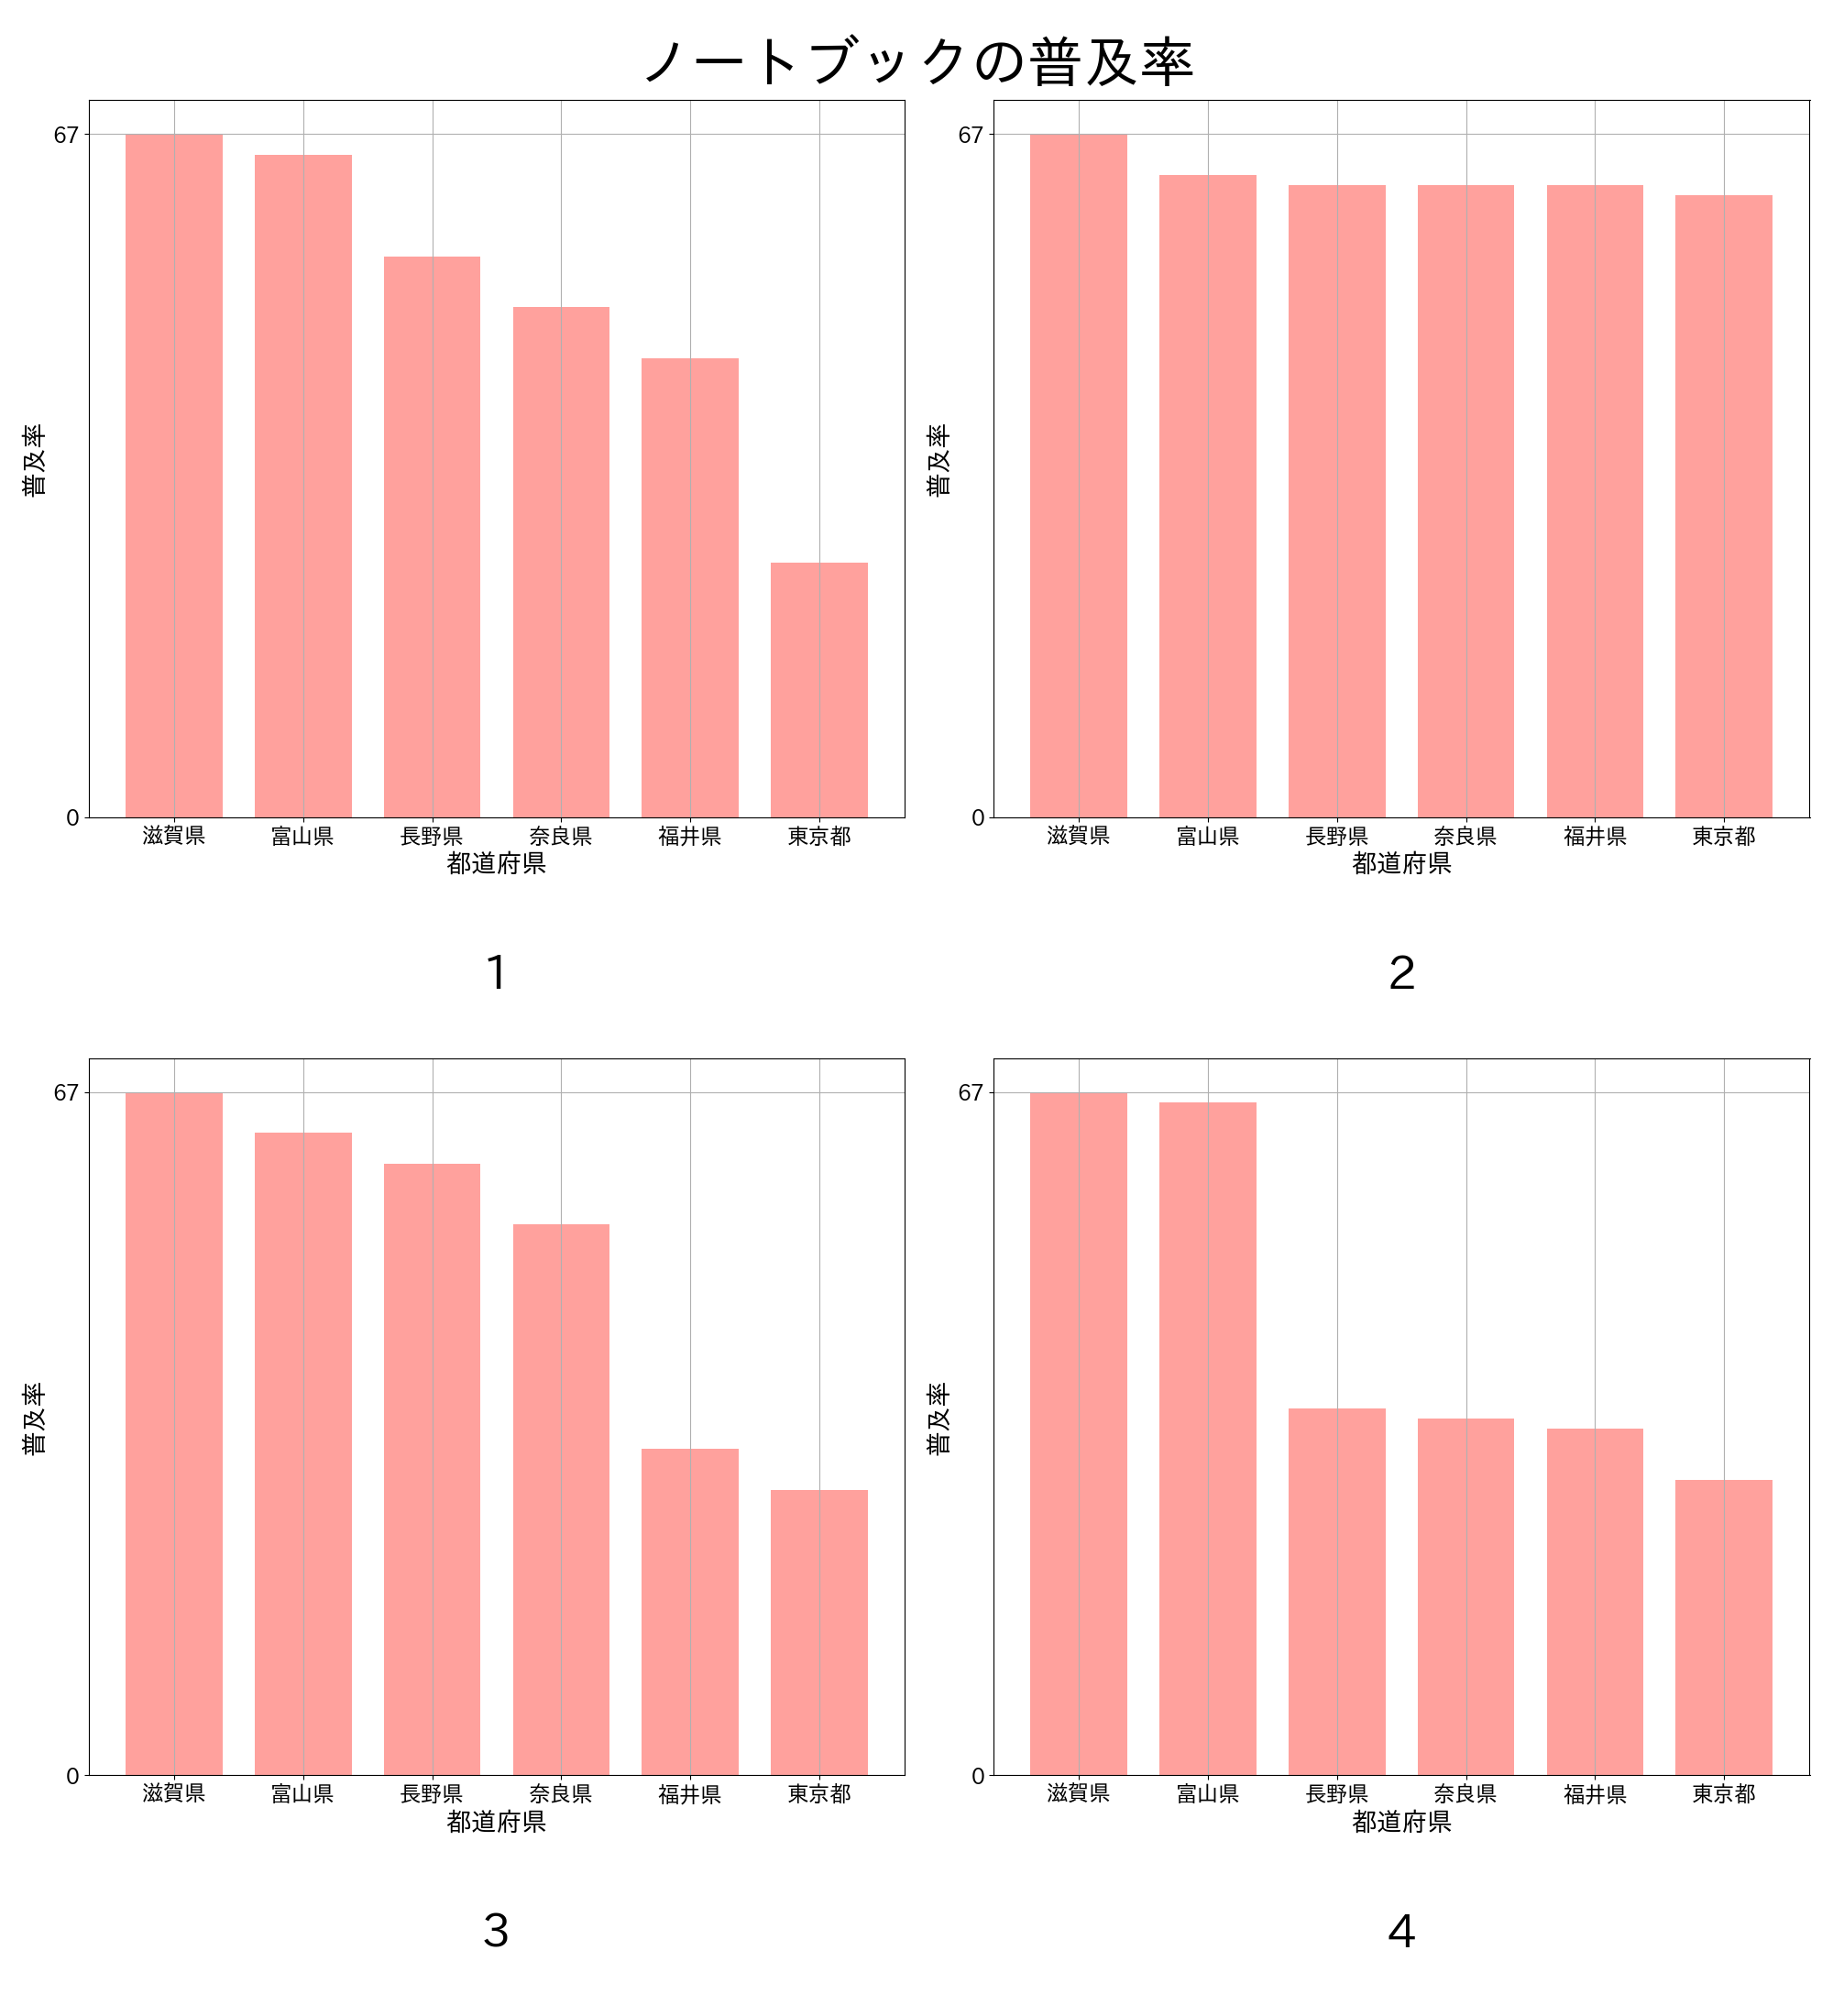 ノートブックの普及率
67
0
普及率
滋賀県 富山県 長野県 奈良県 福井県 東京都
都道府県
1
67
0
普及率
滋賀県 富山県 長野県 奈良県 福井県 東京都
都道府県
2
67
0
普及率
滋賀県 富山県 長野県 奈良県 福井県 東京都
都道府県
3
67
0
普及率
滋賀県 富山県 長野県 奈良県 福井県 東京都
都道府県
4